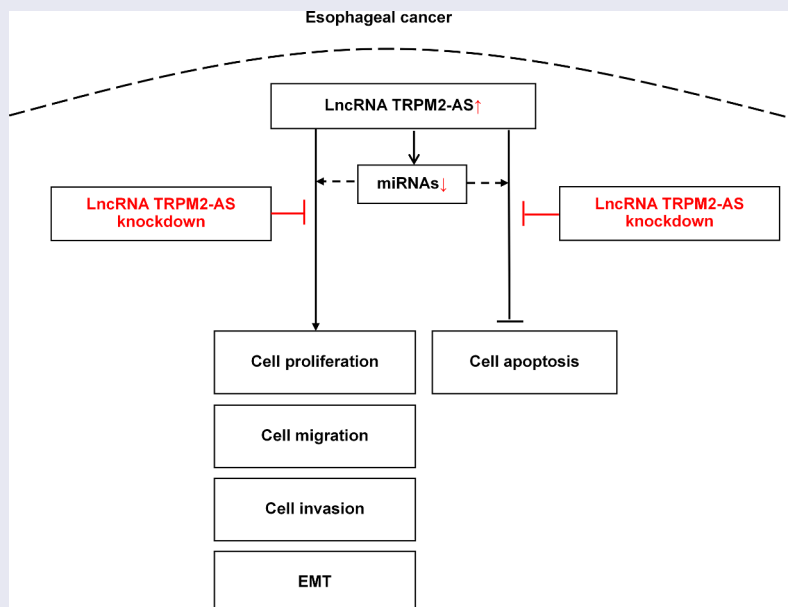 Esophageal cancer
LncRNA TRPM2-AS↑
miRNAs↓
LncRNA TRPM2-AS
knockdown
LncRNA TRPM2-AS
knockdown
Cell proliferation
Cell apoptosis
Cell migration
Cell invasion
EMT